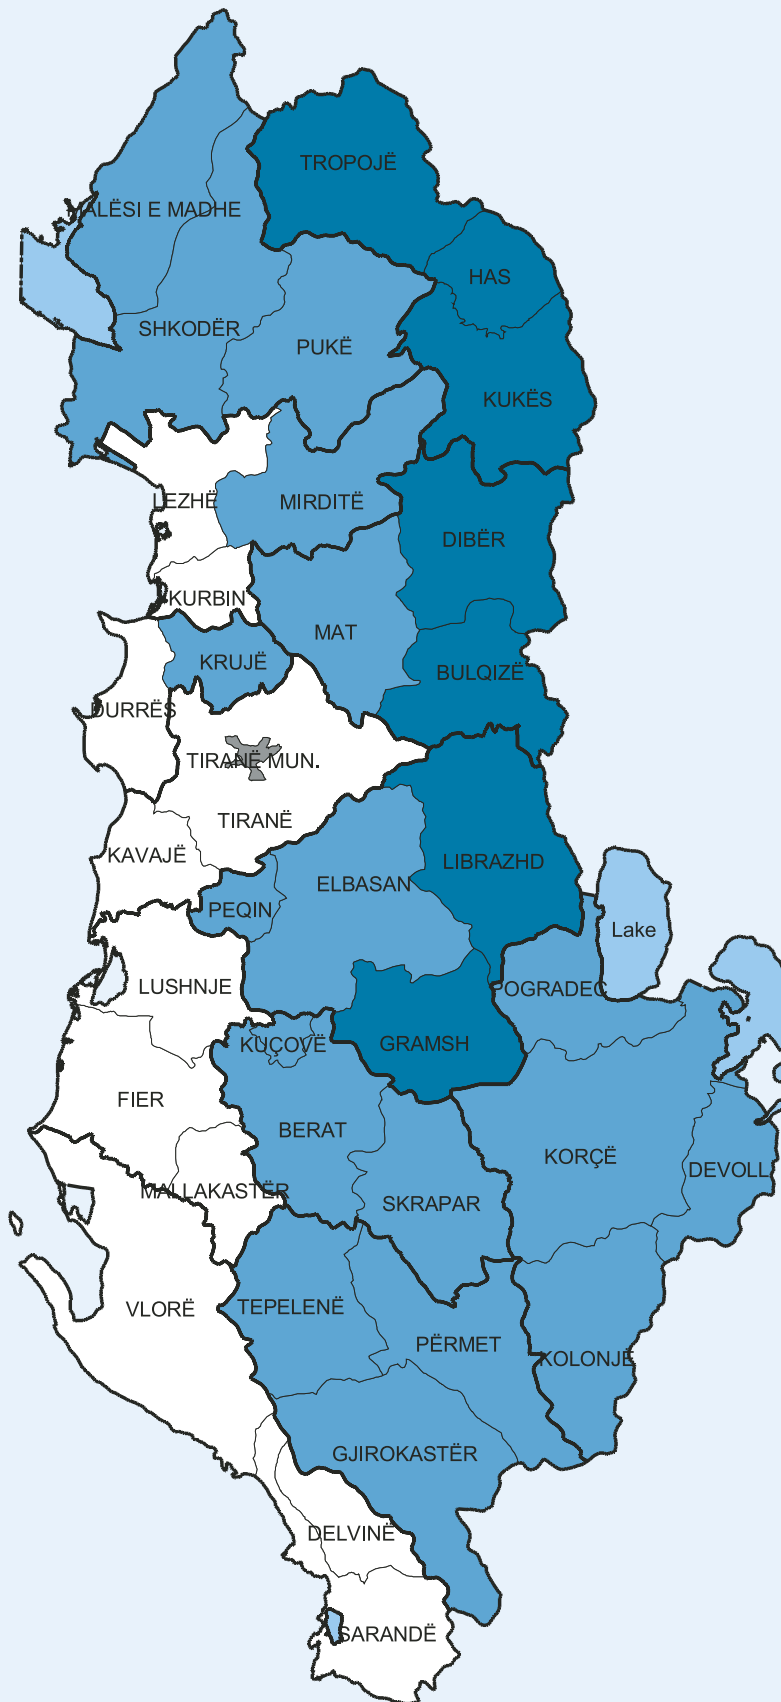 TROPOJË
MALËSI E MADHE
HAS
SHKODËR
PUKË
KUKËS
LEZHË
MIRDITË
DIBËR
KURBIN
MAT
KRUJË
BULQIZË
DURRËS
TIRANË MUN.
TIRANË
KAVAJË
LIBRAZHD
ELBASAN
PEQIN
Lake
LUSHNJE
POGRADEC
KUÇOVË
GRAMSH
FIER
BERAT
KORÇË
DEVOLL
MALLAKASTËR
SKRAPAR
VLORË
TEPELENË
PËRMET
KOLONJË
GJIROKASTËR
DELVINË
SARANDË